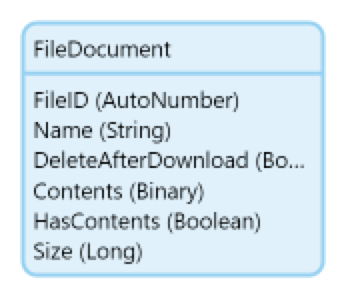 FileDocument
FileID (AutoNumber)
Name (String)
DeleteAfterDownload (Bo...
Contents (Binary)
HasContents (Boolean)
Size (Long)